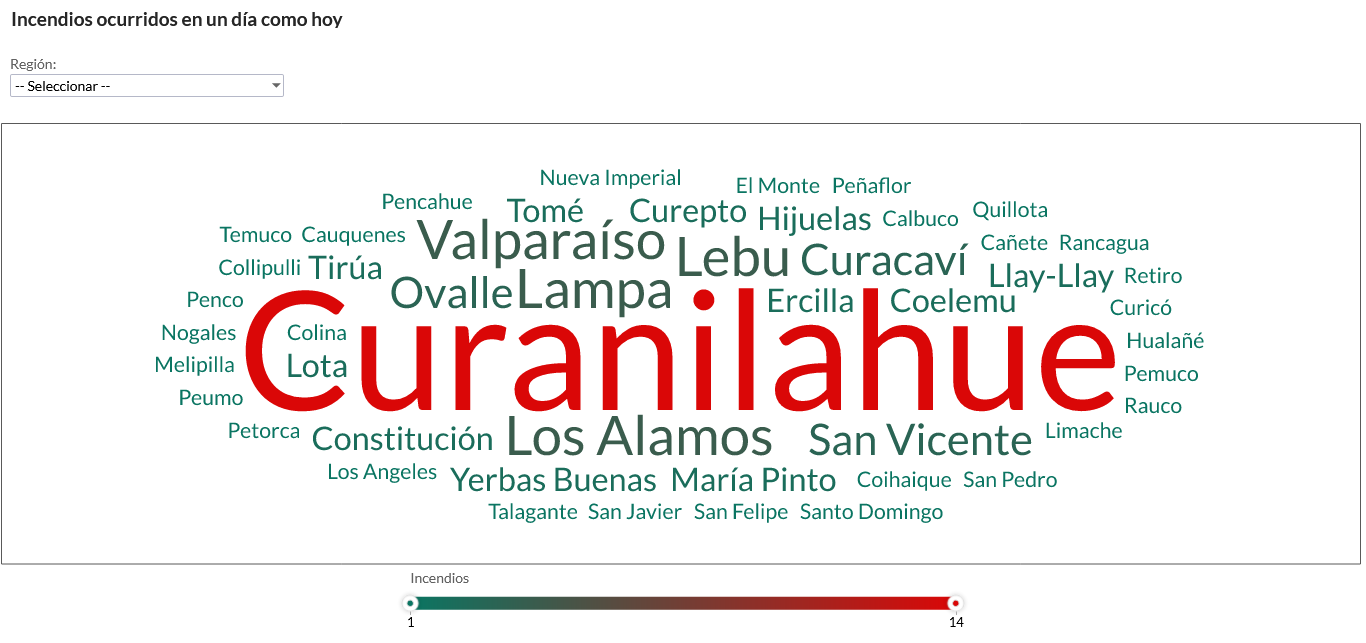 Incendios ocurridos en un día como hoy
Región:
-- Seleccionar --
Nueva Imperial
El Monte Peñaflor
Pencahue Tomé Curepto Hijuelas Calbuco Quillota
Temuco Cauquenes Valparaíso Lebu Curacaví Cañete Rancagua
Collipulli Tirúa Ovalle Lampa Llay-Llay Retiro
Penco Ercilla Coelemu Curicó
Nogales Colina Curanilahue Hualañé
Melipilla Lota Pemuco
Peumo Rauco
Petorca Constitución Los Alamos San Vicente Limache
Los Angeles Yerbas Buenas María Pinto Coihaique San Pedro
Talagante San Javier San Felipe Santo Domingo
Incendios
1 14